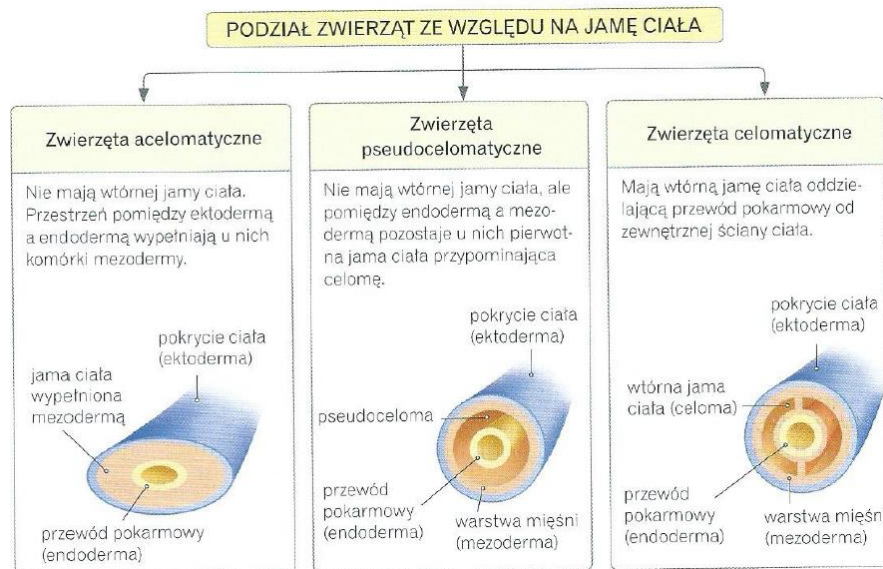 PODZIAŁ ZWIERZĄT ZE WZGLĘDU NA JAMĘ CIAŁA
Zwierzęta acelomatyczne
Nie mają wtórnej jamy ciała.
Przestrzeń pomiędzy ektodermą
a endodermą wypełniają u nich
komórki mezodermy.
pokrycie ciała
(ektoderma)
jama ciała
wypełniona
mezodermą
przewód pokarmowy
(endoderma)
Zwierzęta
pseudocelomatyczne
Nie mają wtórnej jamy ciała, ale
pomiędzy endodermą a mezo-
dermą pozostaje u nich pierwot-
na jama ciała przypominająca
celomę.
pokrycie ciała
(ektoderma)
pseudoceloma
przewód
pokarmowy
(endoderma)
warstwa mięśni
(mezoderma)
Zwierzęta celomatyczne
Mają wtórną jamę ciała oddzie-
lającą przewód pokarmowy od
zewnętrznej ściany ciała.
pokrycie ciała
(ektoderma)
wtórna jama
ciała (celoma)
przewód
pokarmowy
(endoderma)
warstwa mięśni
(mezoderma)